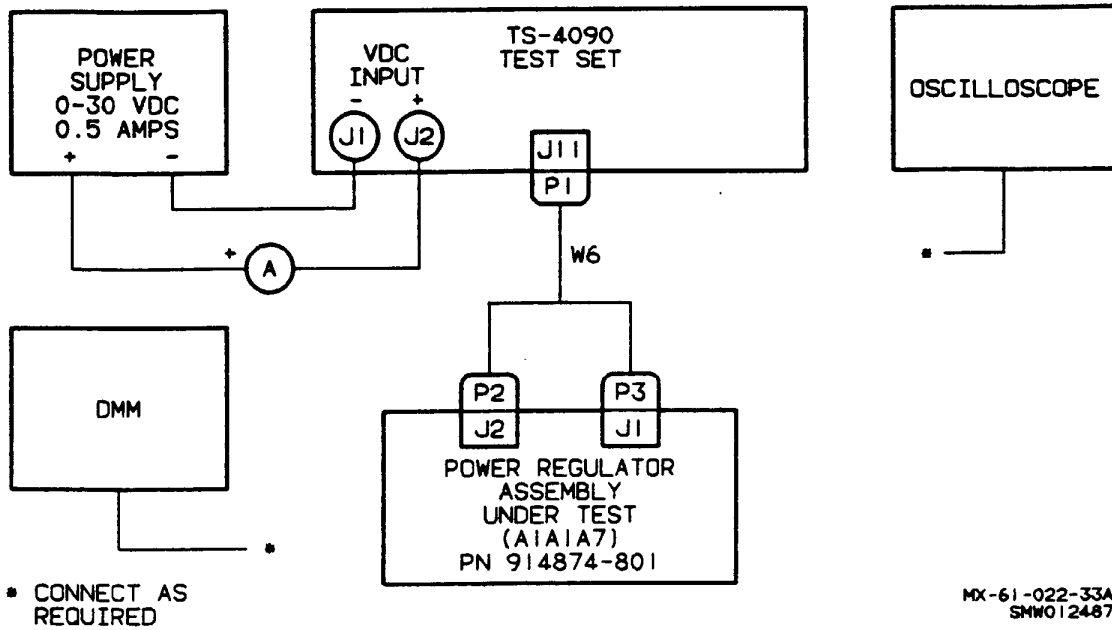 POWER
SUPPLY
0-30 VDC
0.5 AMPS
+ -
TS-4090
TEST SET
VDC
INPUT
- +
J1 J2
J11
P1
OSCILLOSCOPE
*
W6
+ A
DMM
*
P2 P3
J2 J1
POWER REGULATOR
ASSEMBLY
UNDER TEST
(A1A1A7)
PN 914874-801
* CONNECT AS
REQUIRED
MX-61-022-33A
SMW012487